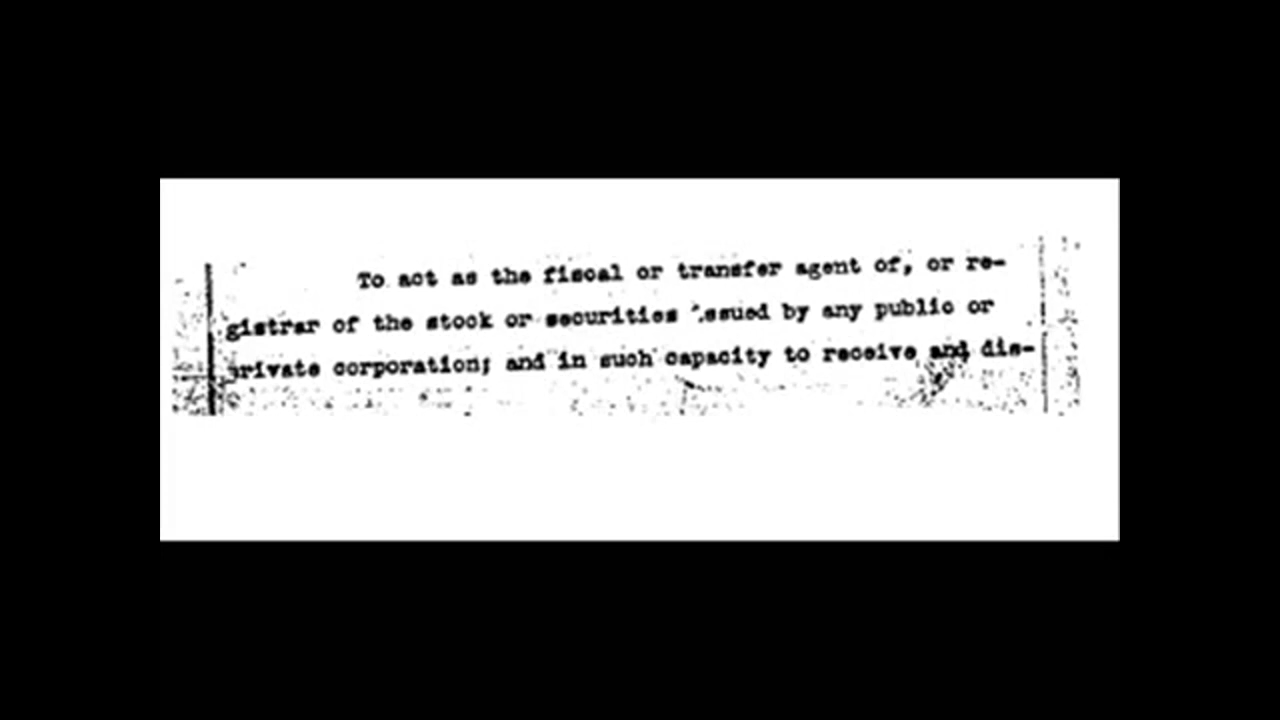 To act as the fiscal or transfer agent of, or re-
gistrar of the stock or securities issued by any public or
private corporation; and in such capacity to receive and dis-